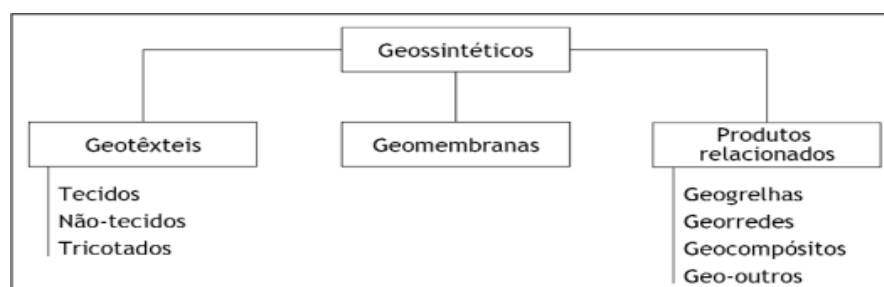 Geossintéticos
Geotêxteis
Geomembranas
Produtos
relacionados
Tecidos
Não-tecidos
Tricotados
Geogrelhas
Georredes
Geocompósitos
Geo-outros